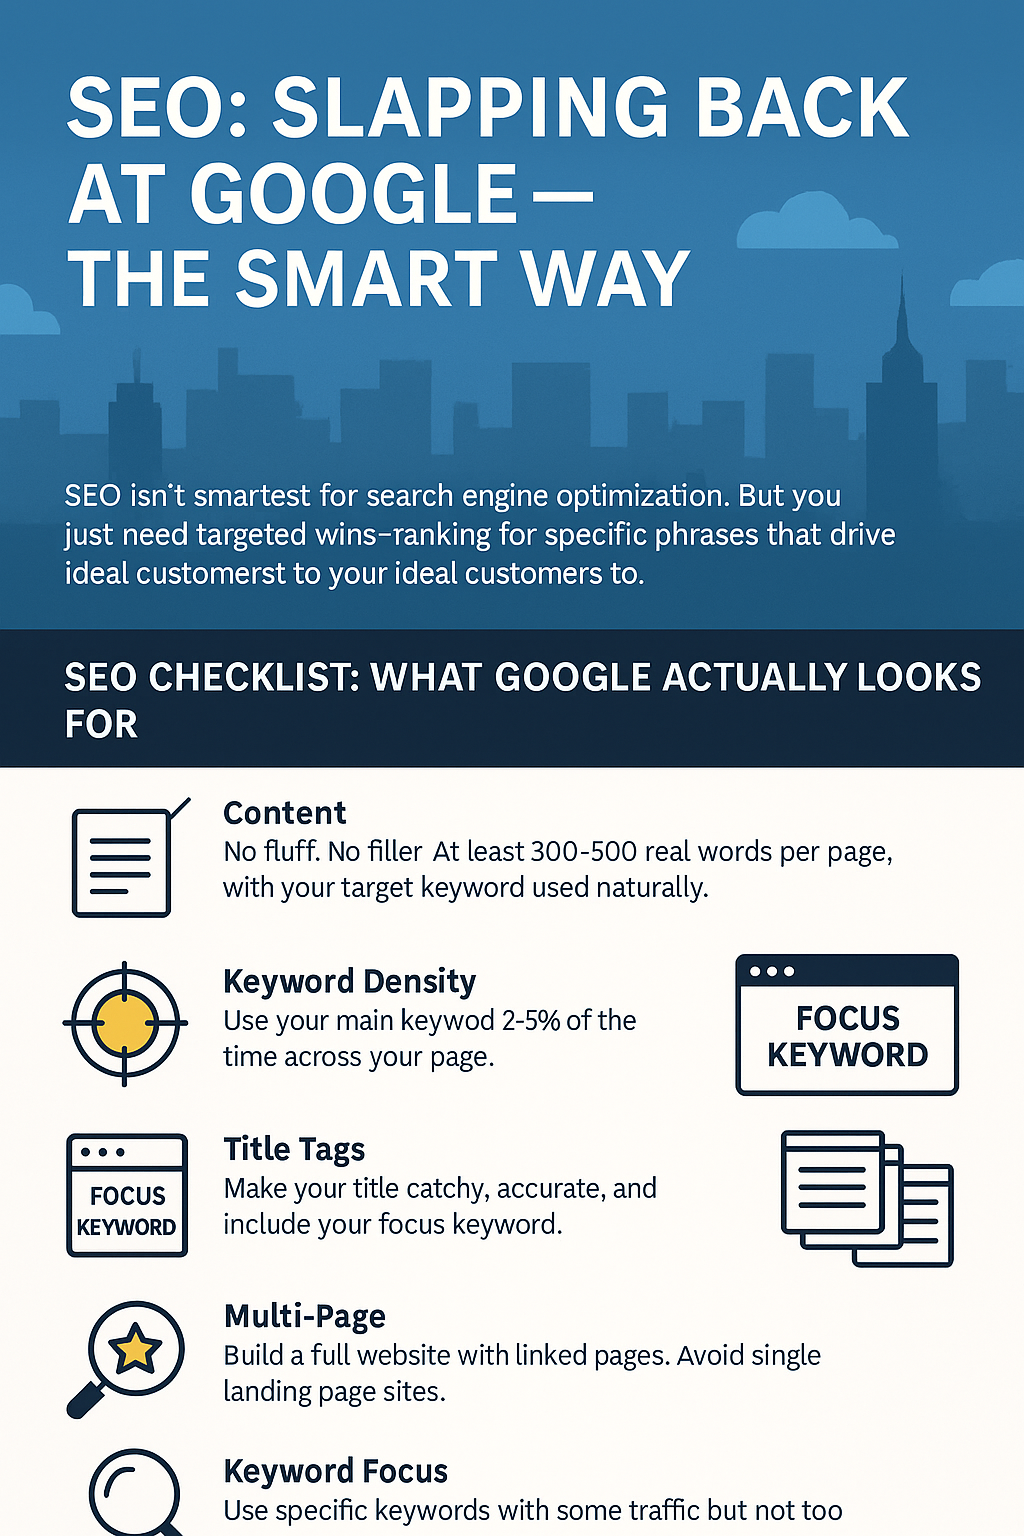 SEO: SLAPPING BACK
AT GOOGLE—
THE SMART WAY
SEO isn't smartest for search engine optimization. But you
just need targeted wins–ranking for specific phrases that drive
ideal customerst to your ideal customers to.
SEO CHECKLIST: WHAT GOOGLE ACTUALLY LOOKS
FOR
Content
No fluff. No filler At least 300-500 real words per page,
with your target keyword used naturally.
Keyword Density
Use your main keywod 2-5% of the
time across your page.
FOCUS
KEYWORD
FOCUS
KEYWORD
Title Tags
Make your title catchy, accurate, and
include your focus keyword.
Multi-Page
Build a full website with linked pages. Avoid single
landing page sites.
Keyword Focus
Use specific keywords with some traffic but not too